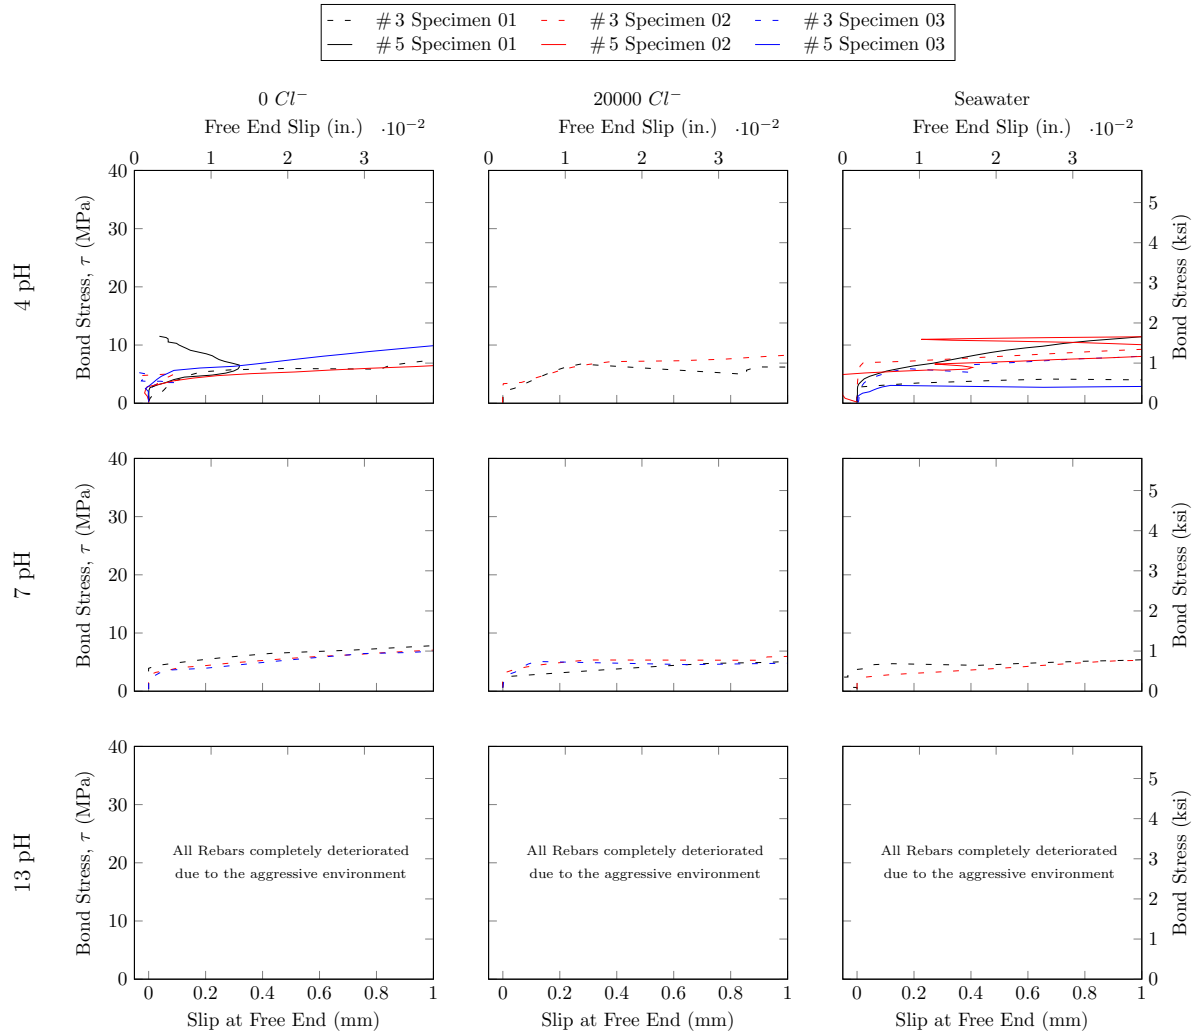 #3 Specimen 01 #3 Specimen 02 #3 Specimen 03
#5 Specimen 01 #5 Specimen 02 #5 Specimen 03
0 Cl⁻ 20000 Cl⁻ Seawater
Free End Slip (in.) ·10⁻² Free End Slip (in.) ·10⁻² Free End Slip (in.) ·10⁻²
0 1 2 3 0 1 2 3 0 1 2 3
4 pH
Bond Stress, τ (MPa)
40
30
20
10
0
5
4
3
2
1
0
Bond Stress (ksi)
7 pH
Bond Stress, τ (MPa)
40
30
20
10
0
5
4
3
2
1
0
Bond Stress (ksi)
13 pH
Bond Stress, τ (MPa)
40
30
20
10
0
All Rebars completely deteriorated
due to the aggressive environment
All Rebars completely deteriorated
due to the aggressive environment
All Rebars completely deteriorated
due to the aggressive environment
5
4
3
2
1
0
Bond Stress (ksi)
0 0.2 0.4 0.6 0.8 1 0 0.2 0.4 0.6 0.8 1 0 0.2 0.4 0.6 0.8 1
Slip at Free End (mm) Slip at Free End (mm) Slip at Free End (mm)